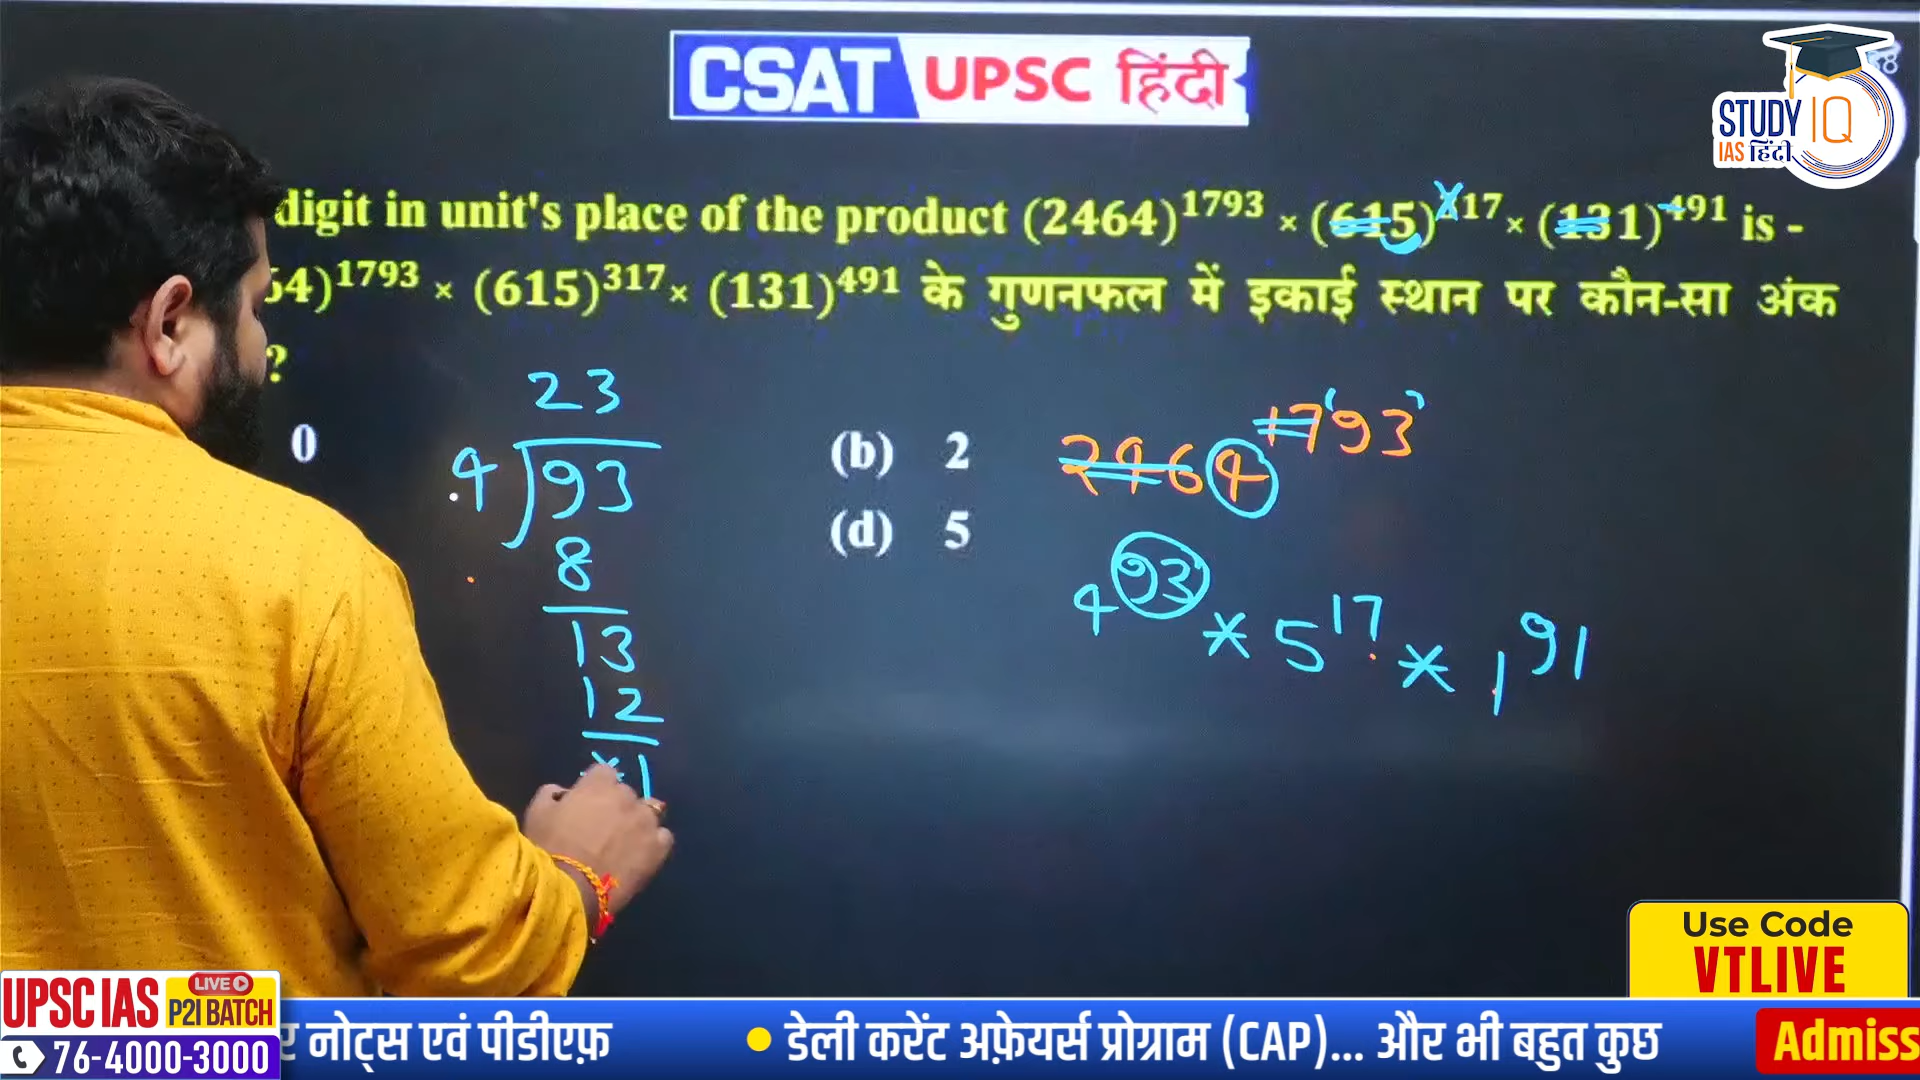 CSAT UPSC हिंदी
STUDY IQ
IAS हिंदी
digit in unit's place of the product (2464)^1793 × (615)^317 × (131)^491 is -
64)^1793 × (615)^317 × (131)^491 के गुणनफल में इकाई स्थान पर कौन-सा अंक
?
0
(b) 2
(d) 5
23
4 93
8
13
12
×1
2464^1793
4^93 * 5^17 * 1^91
Use Code
VTLIVE
UPSC IAS LIVE P2I BATCH
76-4000-3000
र नोट्स एवं पीडीएफ़ • डेली करेंट अफ़ेयर्स प्रोग्राम (CAP)... और भी बहुत कुछ
Admiss